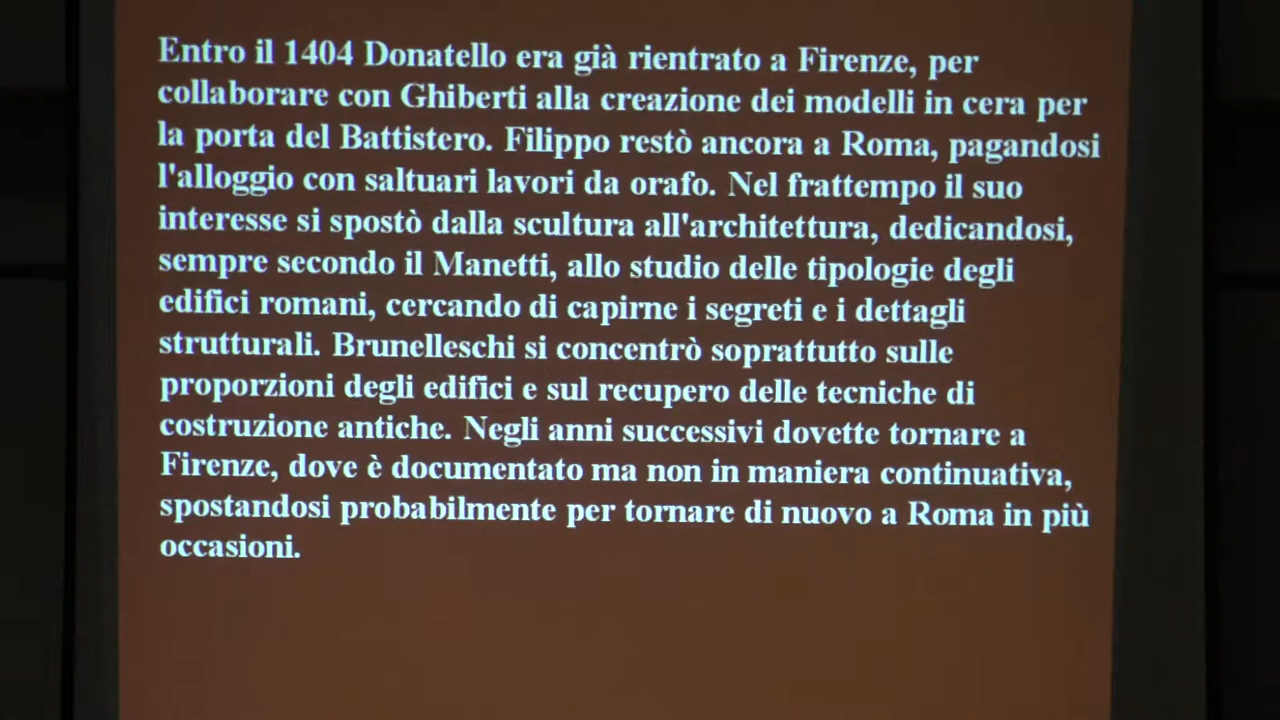 Entro il 1404 Donatello era già rientrato a Firenze, per
collaborare con Ghiberti alla creazione dei modelli in cera per
la porta del Battistero. Filippo restò ancora a Roma, pagandosi
l'alloggio con saltuari lavori da orafo. Nel frattempo il suo
interesse si spostò dalla scultura all'architettura, dedicandosi,
sempre secondo il Manetti, allo studio delle tipologie degli
edifici romani, cercando di capirne i segreti e i dettagli
strutturali. Brunelleschi si concentrò soprattutto sulle
proporzioni degli edifici e sul recupero delle tecniche di
costruzione antiche. Negli anni successivi dovette tornare a
Firenze, dove è documentato ma non in maniera continuativa,
spostandosi probabilmente per tornare di nuovo a Roma in più
occasioni.